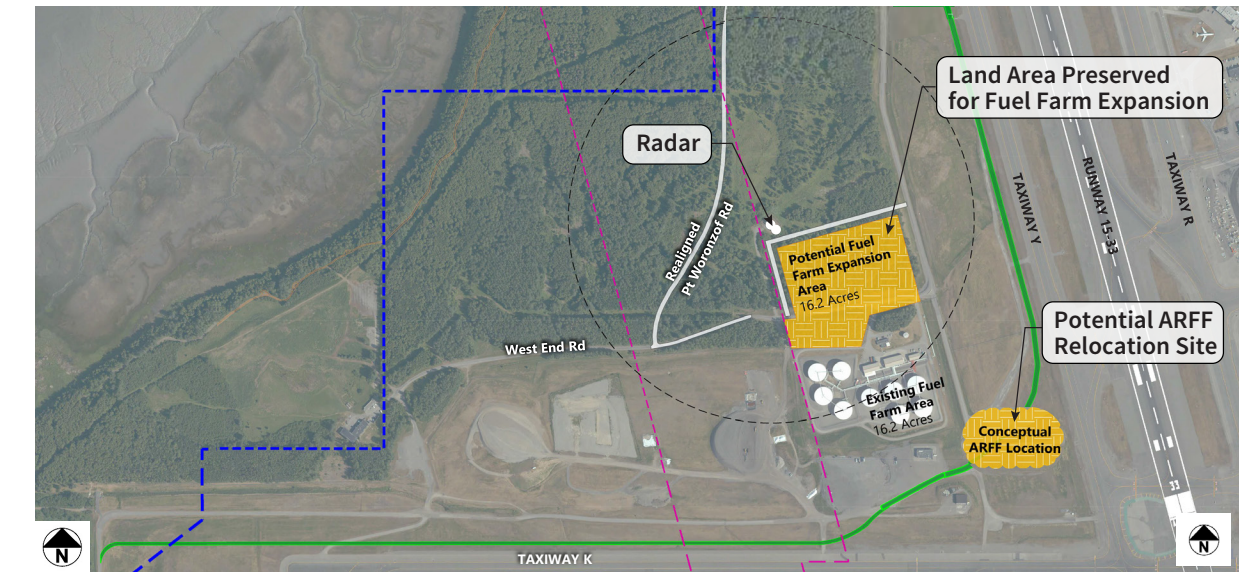 Land Area Preserved
for Fuel Farm Expansion
Radar
TAXIWAY R
RUNWAY 15-33
TAXIWAY Y
Realigned
Pt Woronzof Rd
Potential Fuel
Farm Expansion
Area
16.2 Acres
Potential ARFF
Relocation Site
West End Rd
Existing Fuel
Farm Area
16.2 Acres
Conceptual
ARFF Location
33
N
TAXIWAY K
N